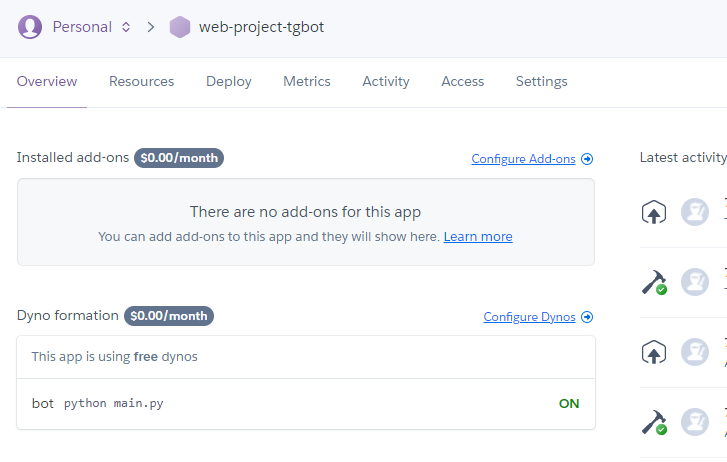 Personal web-project-tgbot
Overview Resources Deploy Metrics Activity Access Settings
Installed add-ons $0.00/month Configure Add-ons
There are no add-ons for this app
You can add add-ons to this app and they will show here. Learn more
Dyno formation $0.00/month Configure Dynos
This app is using free dynos
bot python main.py ON
Latest activity